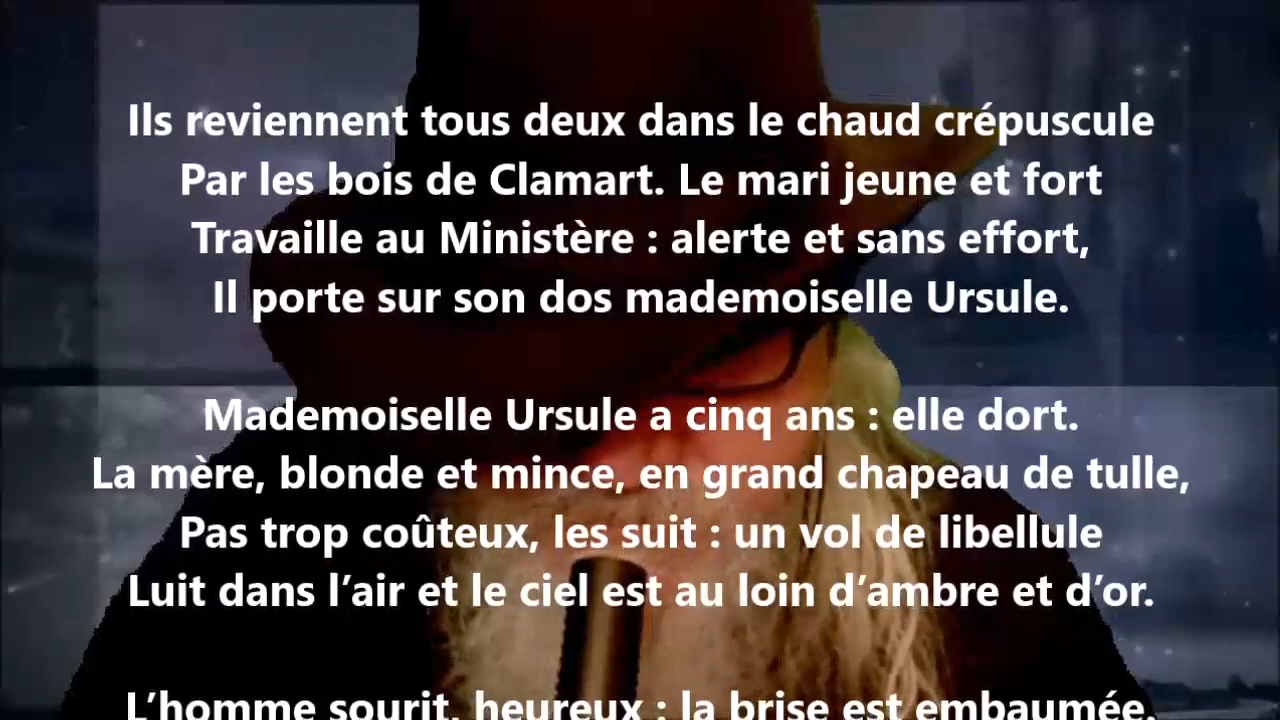 Ils reviennent tous deux dans le chaud crépuscule
Par les bois de Clamart. Le mari jeune et fort
Travaille au Ministère : alerte et sans effort,
Il porte sur son dos mademoiselle Ursule.
Mademoiselle Ursule a cinq ans : elle dort.
La mère, blonde et mince, en grand chapeau de tulle,
Pas trop coûteux, les suit : un vol de libellule
Luit dans l’air et le ciel est au loin d’ambre et d’or.
L’homme sourit, heureux : la brise est embaumée,